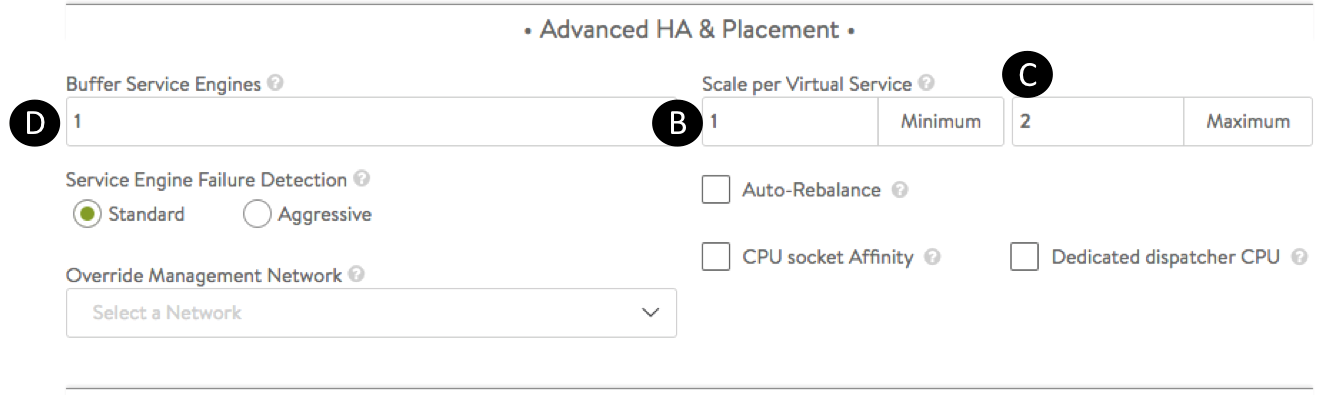 • Advanced HA & Placement •
Buffer Service Engines ?
Scale per Virtual Service ?
C
D 1
B 1 Minimum 2 Maximum
Service Engine Failure Detection ?
Auto-Rebalance ?
Standard Aggressive
CPU socket Affinity ? Dedicated dispatcher CPU ?
Override Management Network ?
Select a Network